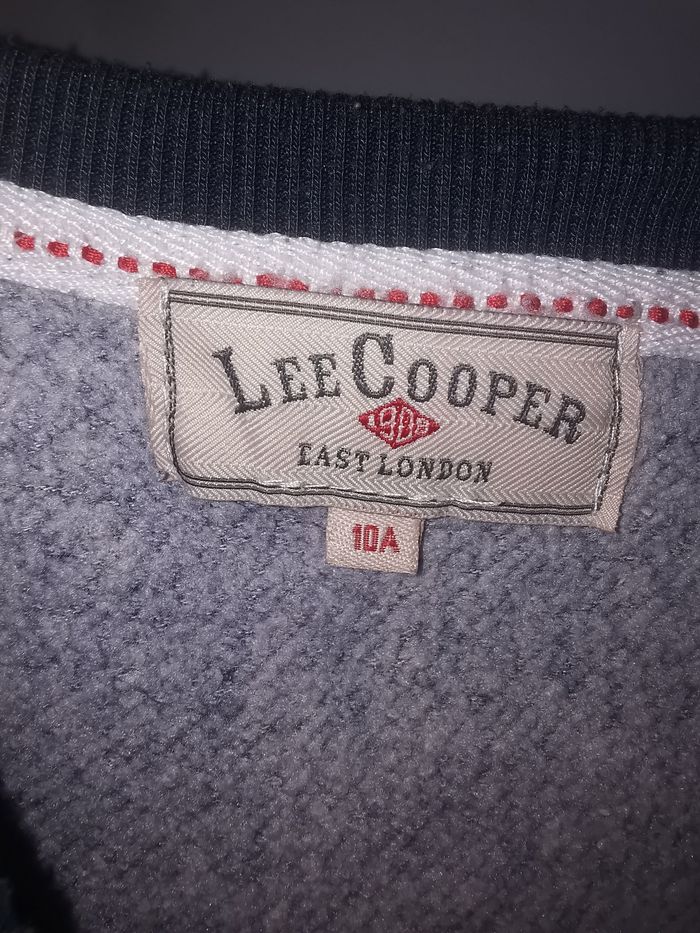 LEE COOPER
1908
EAST LONDON
10A